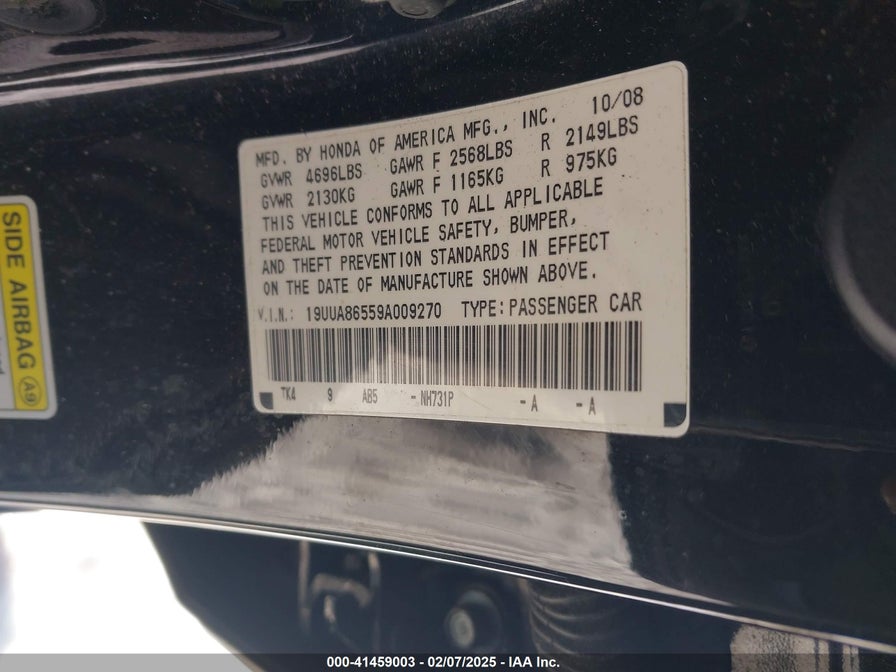 MFD. BY HONDA OF AMERICA MFG., INC. 10/08
GVWR 4696LBS GAWR F 2568LBS R 2149LBS
GVWR 2130KG GAWR F 1165KG R 975KG
THIS VEHICLE CONFORMS TO ALL APPLICABLE
FEDERAL MOTOR VEHICLE SAFETY, BUMPER,
AND THEFT PREVENTION STANDARDS IN EFFECT
ON THE DATE OF MANUFACTURE SHOWN ABOVE.
V.I.N.: 19UUA86559A009270 TYPE:PASSENGER CAR
TK4 9 AB5 -NH731P -A -A
SIDE AIRBAG A9
000-41459003 - 02/07/2025 - IAA Inc.